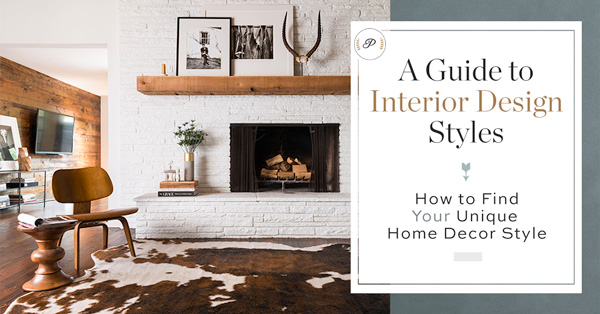 P
A Guide to
Interior Design
Styles
How to Find
Your Unique
Home Decor Style